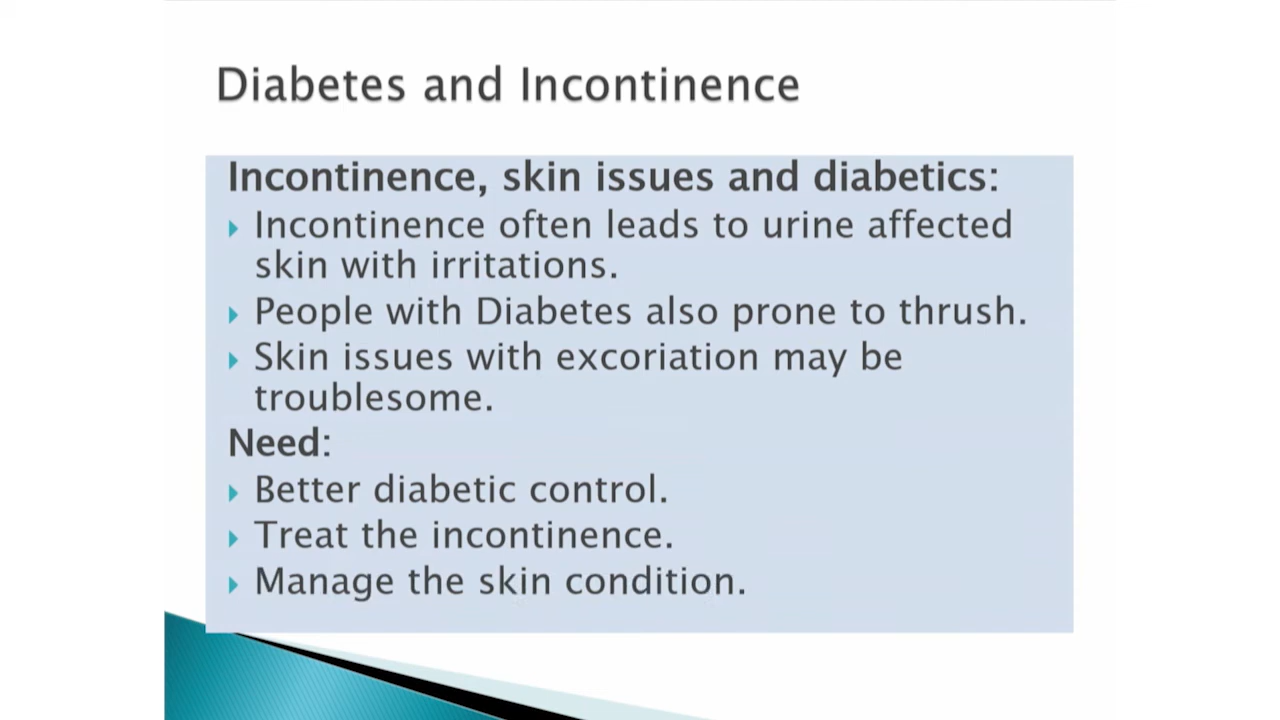 Diabetes and Incontinence
Incontinence, skin issues and diabetics:
Incontinence often leads to urine affected
skin with irritations.
People with Diabetes also prone to thrush.
Skin issues with excoriation may be
troublesome.
Need:
Better diabetic control.
Treat the incontinence.
Manage the skin condition.